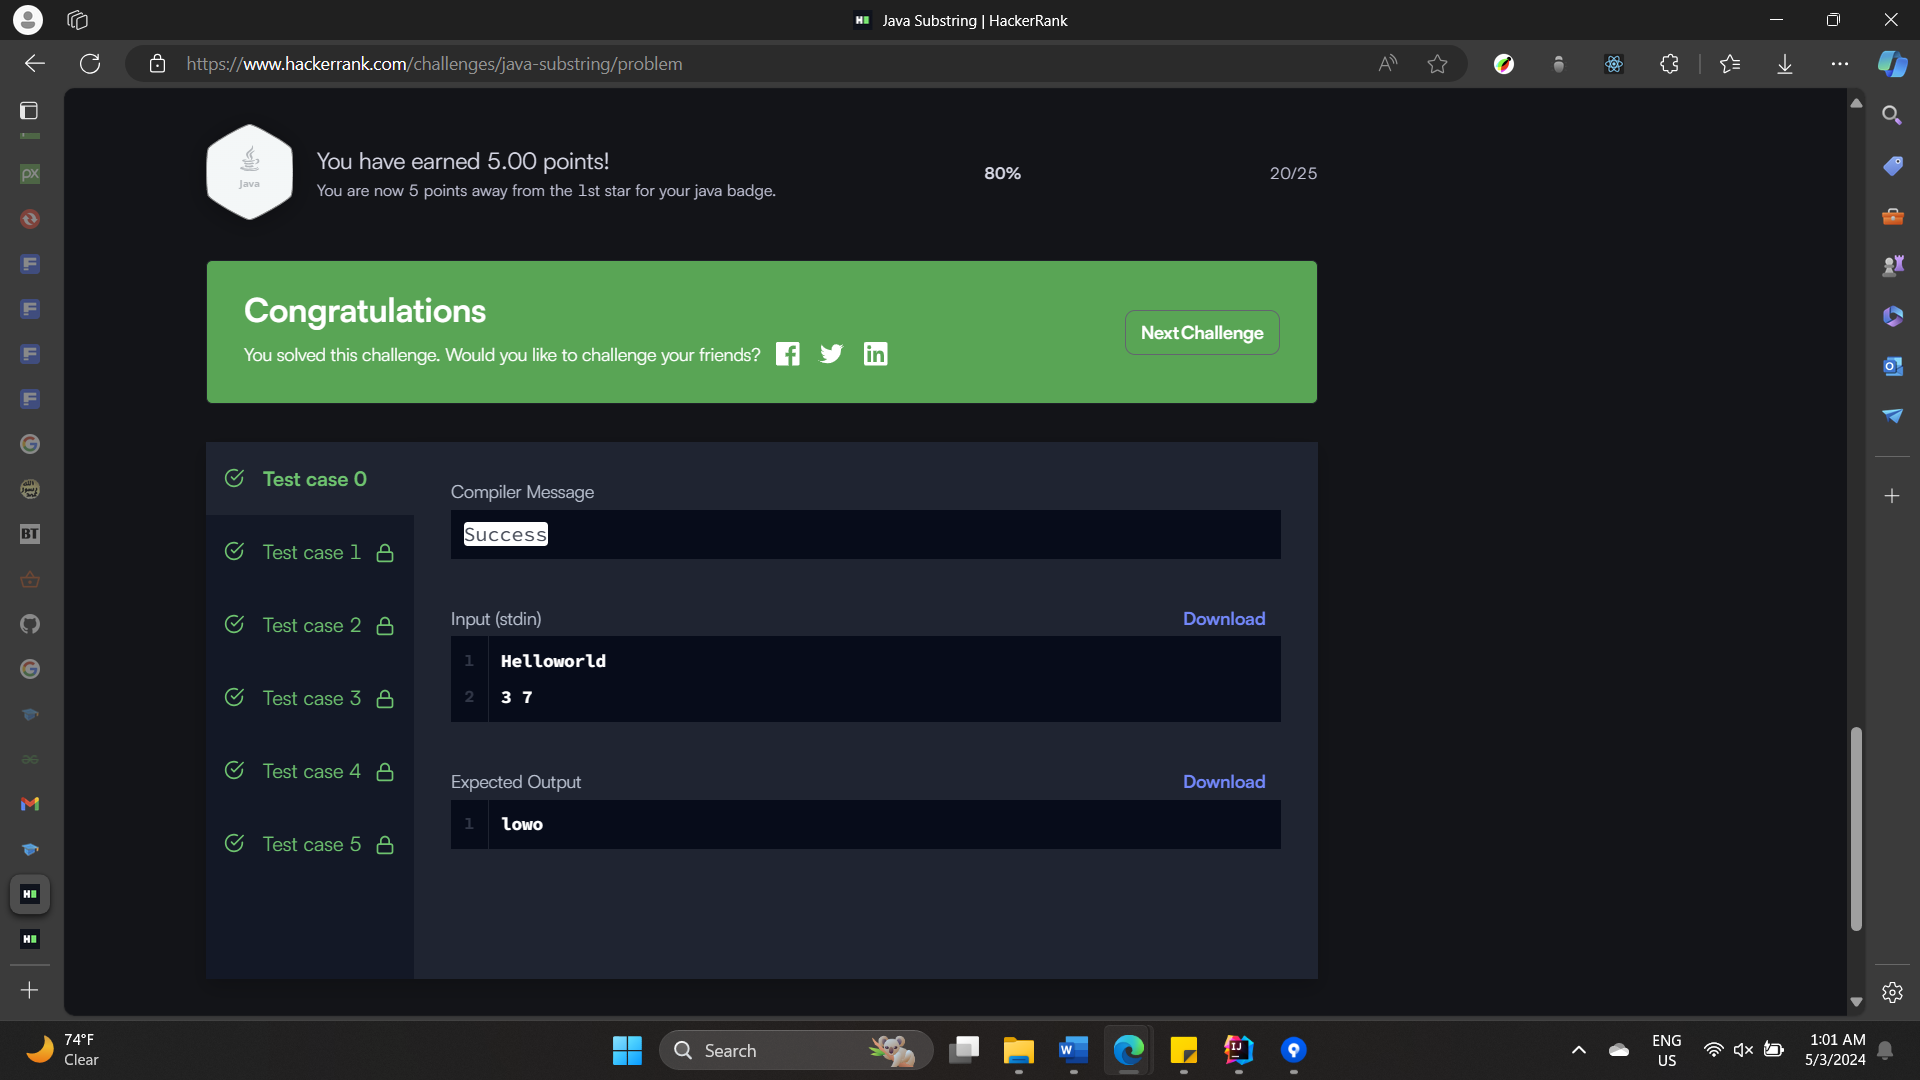 Java Substring | HackerRank
https://www.hackerrank.com/challenges/java-substring/problem
Java
You have earned 5.00 points!
You are now 5 points away from the 1st star for your java badge.
80%
20/25
Congratulations
You solved this challenge. Would you like to challenge your friends?
Next Challenge
Test case 0
Test case 1
Test case 2
Test case 3
Test case 4
Test case 5
Compiler Message
Success
Input (stdin)
Download
1 Helloworld
2 3 7
Expected Output
Download
1 lowo
74°F
Clear
Search
ENG
US
1:01 AM
5/3/2024